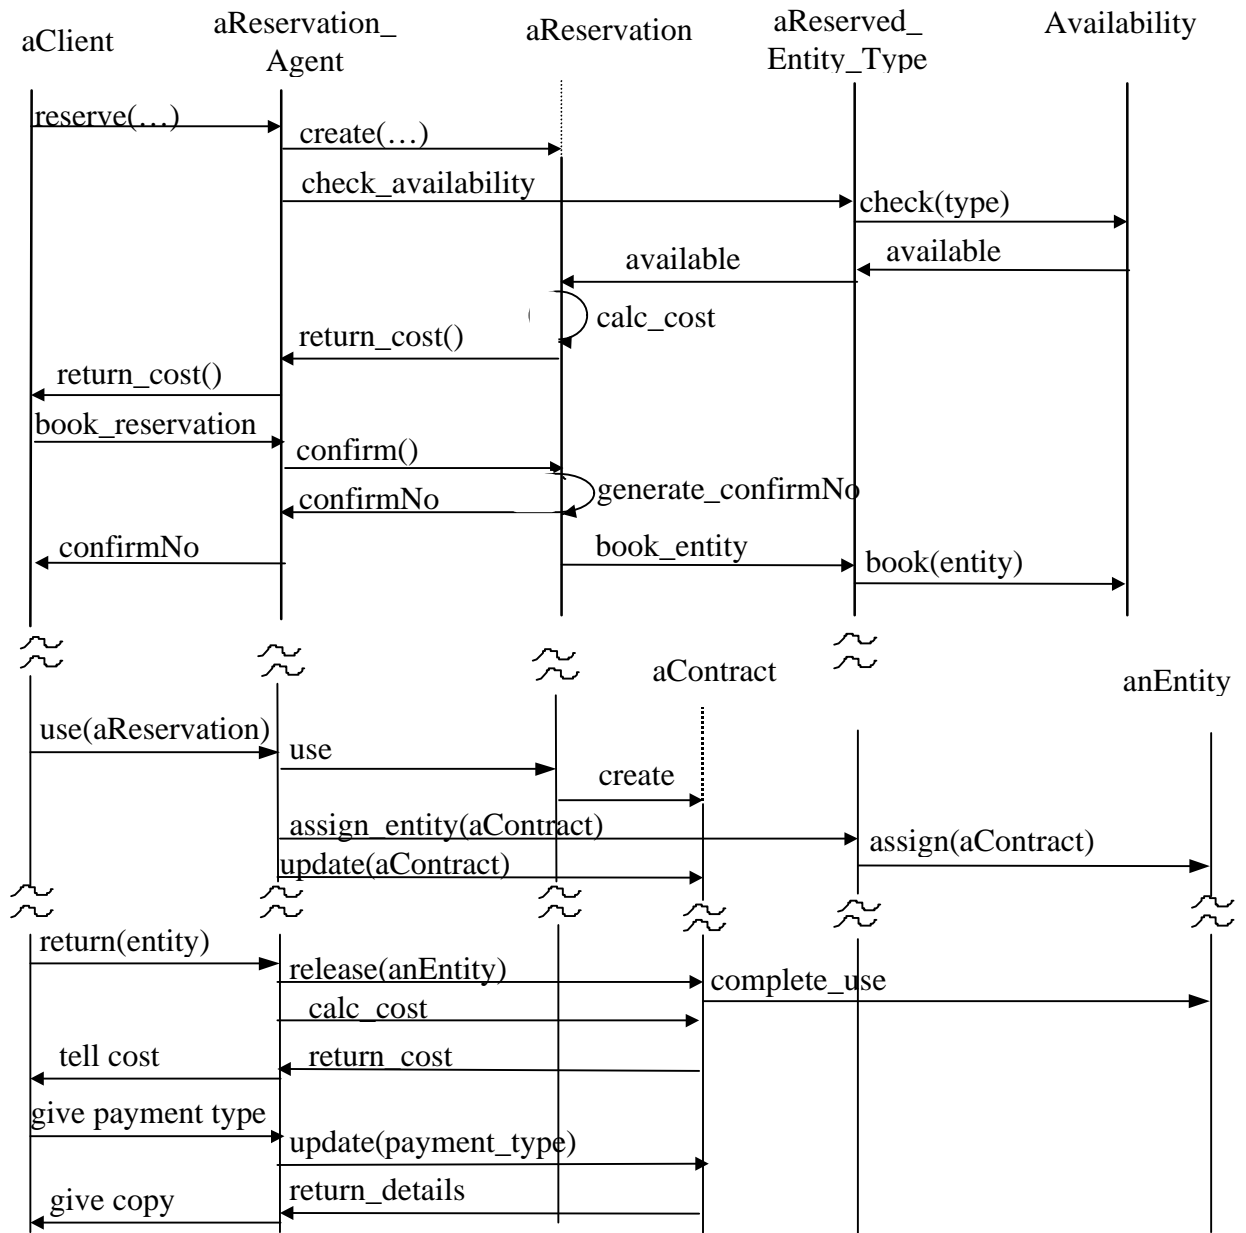 aClient
aReservation_
Agent
aReservation
aReserved_
Entity_Type
Availability
reserve(…)
create(…)
check_availability
check(type)
available
available
calc_cost
return_cost()
return_cost()
book_reservation
confirm()
generate_confirmNo
confirmNo
confirmNo
book_entity
book(entity)
aContract
anEntity
use(aReservation)
use
create
assign_entity(aContract)
assign(aContract)
update(aContract)
return(entity)
release(anEntity)
complete_use
calc_cost
tell cost
return_cost
give payment type
update(payment_type)
return_details
give copy